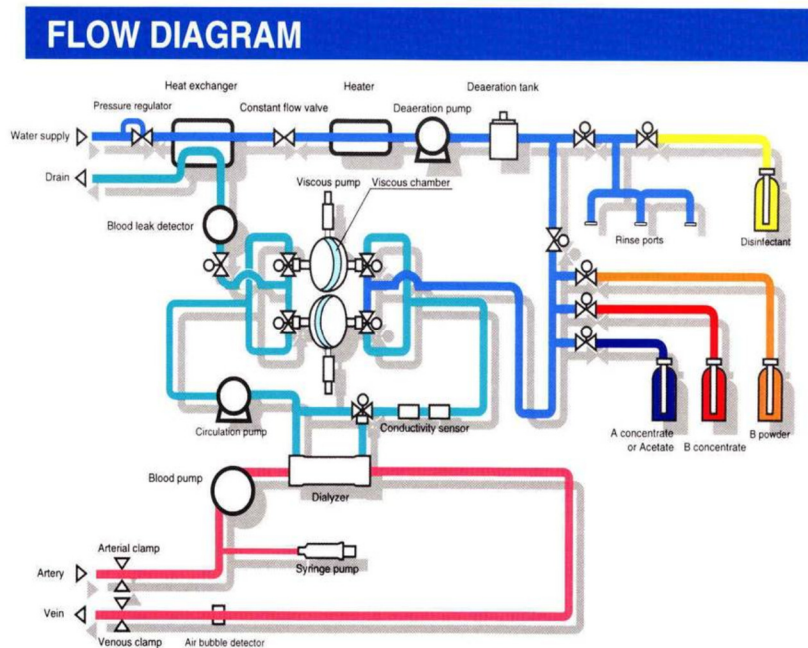 FLOW DIAGRAM
Heat exchanger
Heater
Deaeration tank
Pressure regulator
Constant flow valve
Deaeration pump
Water supply
Drain
Viscous pump
Viscous chamber
Blood leak detector
Rinse ports
Disinfectant
Circulation pump
Conductivity sensor
A concentrate
or Acetate
B concentrate
B powder
Blood pump
Dialyzer
Arterial clamp
Artery
Syringe pump
Vein
Venous clamp
Air bubble detector